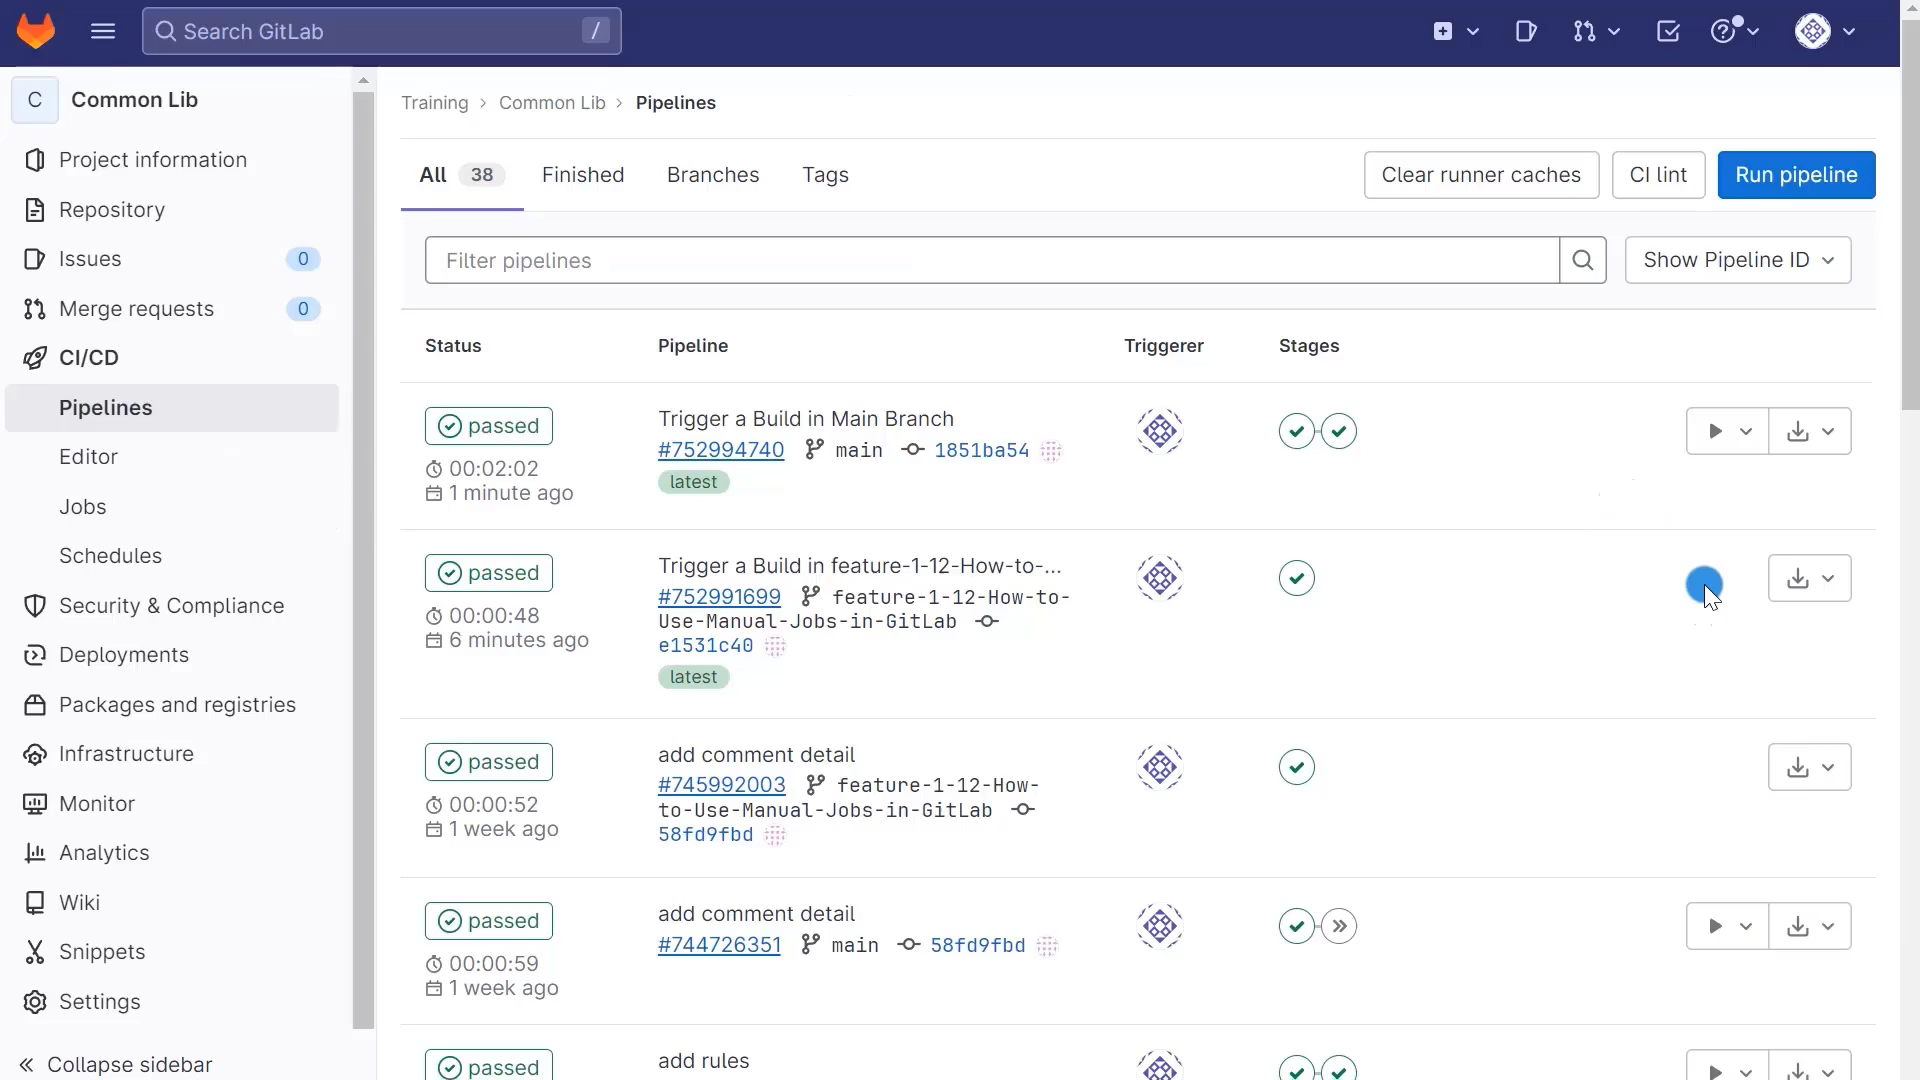 Search GitLab /
C Common Lib
Project information
Repository
Issues 0
Merge requests 0
CI/CD
Pipelines
Editor
Jobs
Schedules
Security & Compliance
Deployments
Packages and registries
Infrastructure
Monitor
Analytics
Wiki
Snippets
Settings
Collapse sidebar
Training > Common Lib > Pipelines
All 38 Finished Branches Tags Clear runner caches CI lint Run pipeline
Filter pipelines Show Pipeline ID
Status Pipeline Triggerer Stages
passed
00:02:02
1 minute ago
Trigger a Build in Main Branch
#752994740 main 1851ba54
latest
passed
00:00:48
6 minutes ago
Trigger a Build in feature-1-12-How-to-...
#752991699 feature-1-12-How-to-
Use-Manual-Jobs-in-GitLab
e1531c40
latest
passed
00:00:52
1 week ago
add comment detail
#745992003 feature-1-12-How-
to-Use-Manual-Jobs-in-GitLab
58fd9fbd
passed
00:00:59
1 week ago
add comment detail
#744726351 main 58fd9fbd
passed
add rules